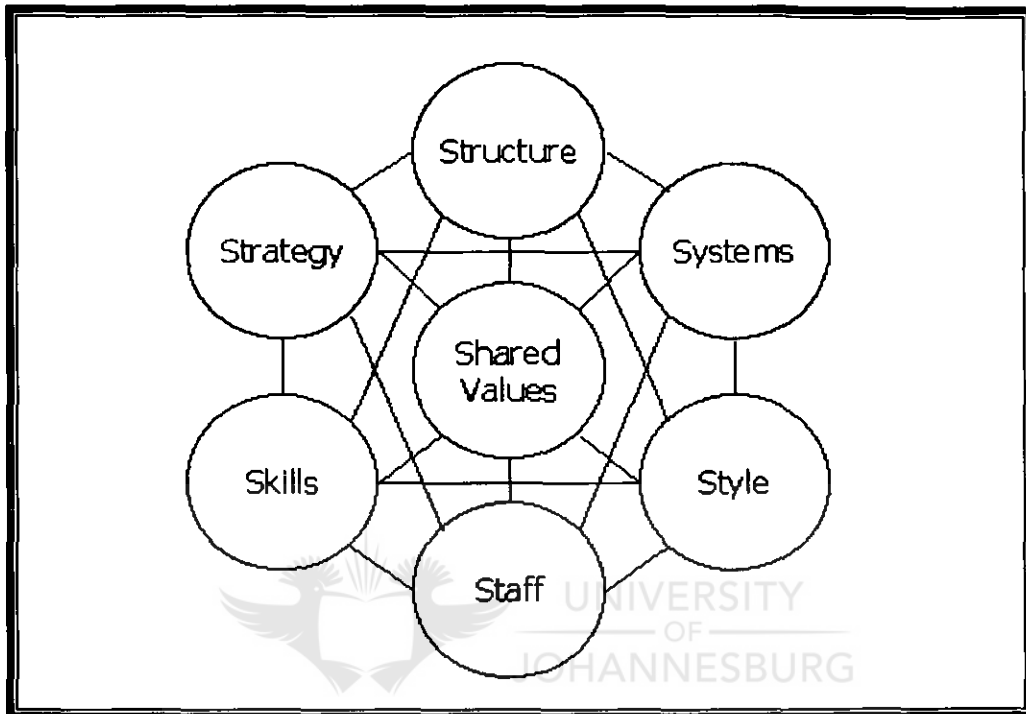 Structure
Strategy
Systems
Shared
Values
Skills
Style
Staff
UNIVERSITY
OF
JOHANNESBURG